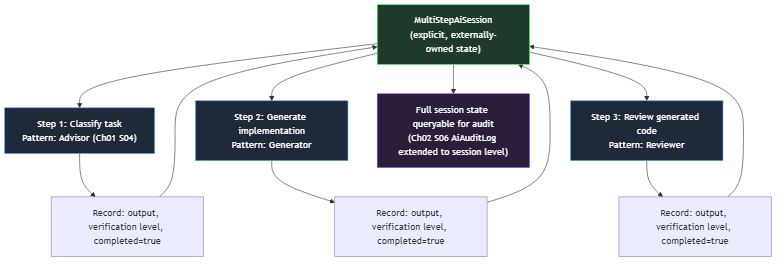 MultiStepAiSession
(explicit, externally-
owned state)
Step 1: Classify task
Pattern: Advisor (Ch01 S04)
Step 2: Generate
implementation
Pattern: Generator
Full session state
queryable for audit
(Ch02 S06 AiAuditLog
extended to session level)
Step 3: Review generated
code
Pattern: Reviewer
Record: output,
verification level,
completed=true
Record: output,
verification level,
completed=true
Record: output,
verification level,
completed=true